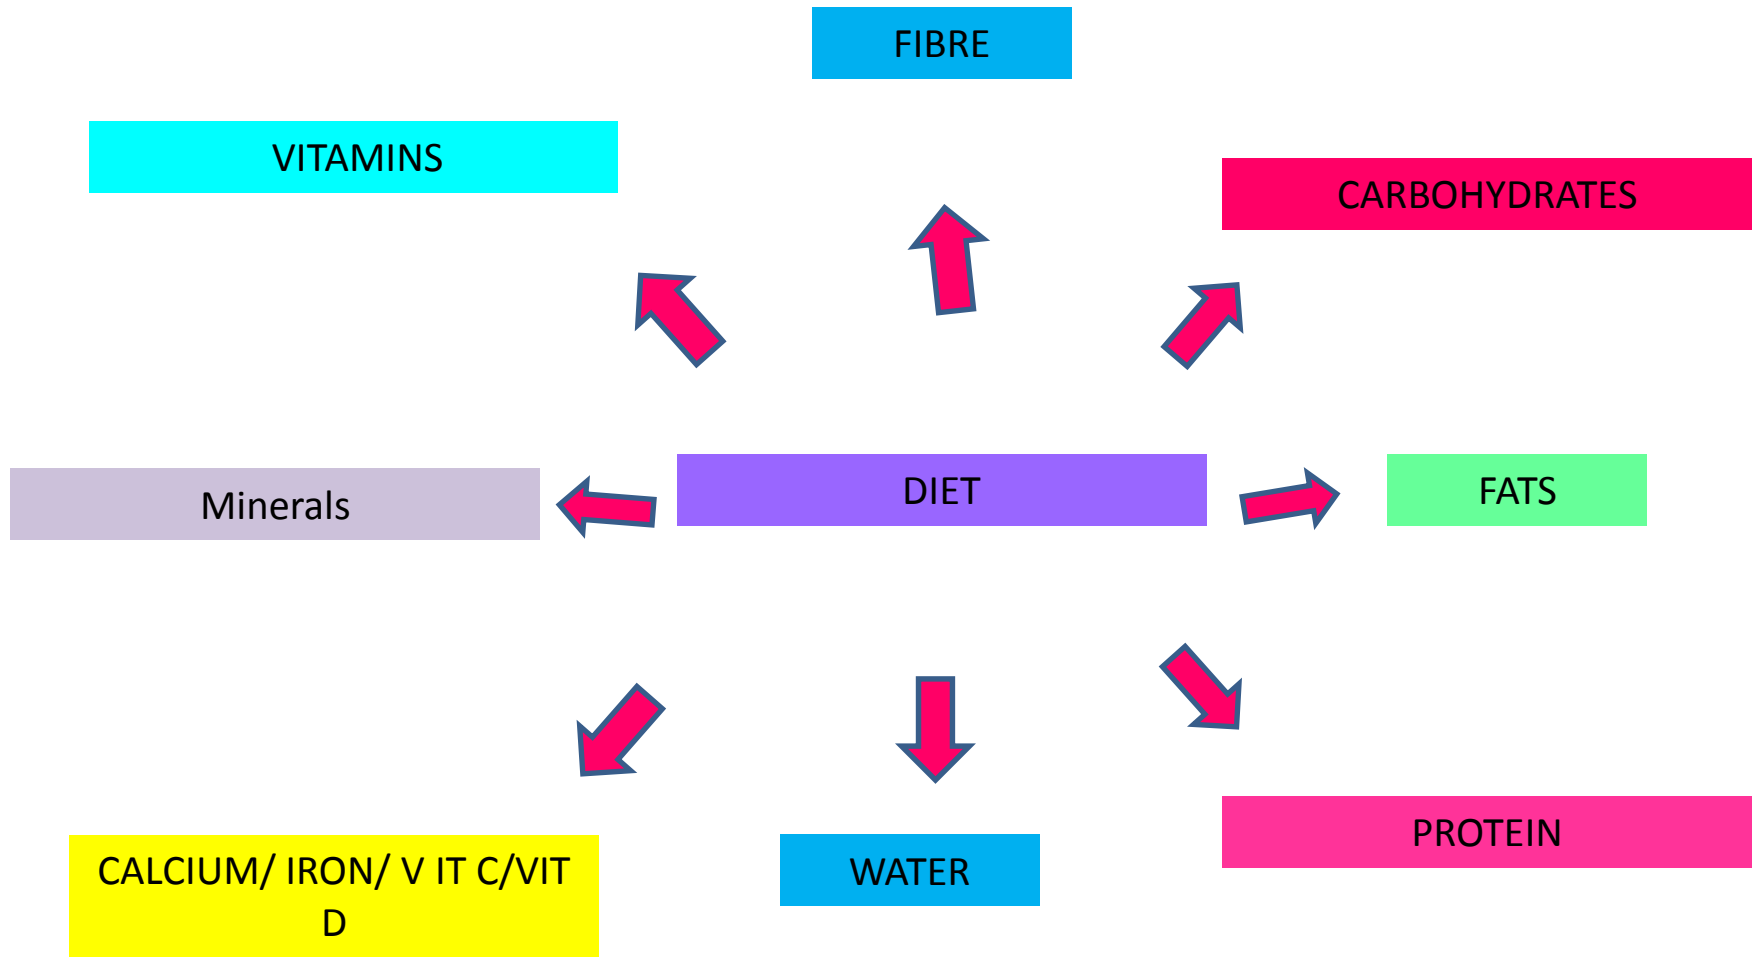 FIBRE
VITAMINS
CARBOHYDRATES
Minerals
DIET
FATS
PROTEIN
CALCIUM/ IRON/ V IT C/VIT
D
WATER